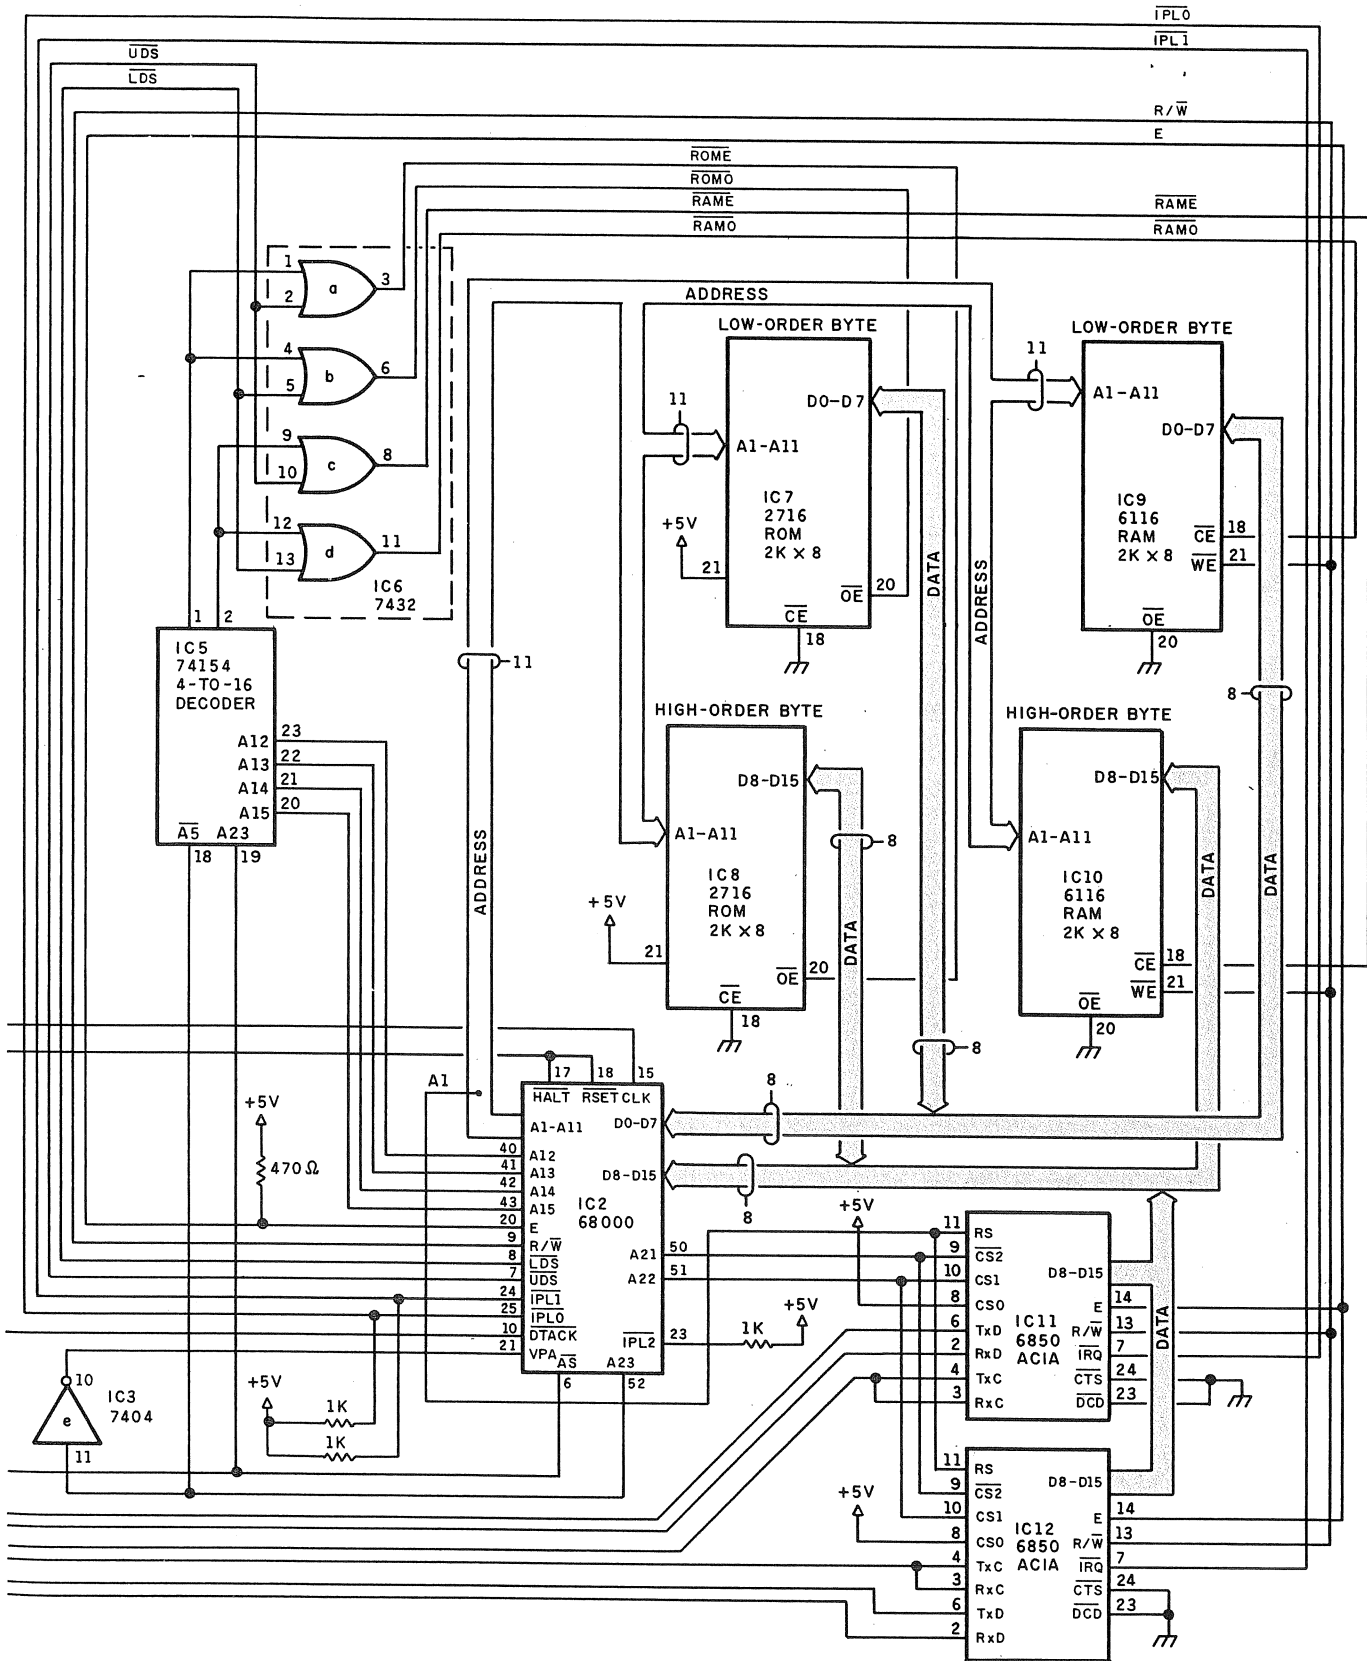 IPL0
IPL1
UDS
LDS
R/W
E
ROME
ROMO
RAME
RAMO
RAME
RAMO
1
2
a
3
4
5
b
6
9
10
c
8
12
13
d
11
IC6
7432
1
2
IC5
74154
4-TO-16
DECODER
A12
23
A13
22
A14
21
A15
20
A5
A23
18
19
ADDRESS
11
ADDRESS
LOW-ORDER BYTE
11
D0-D7
A1-A11
IC7
2716
ROM
2K × 8
+5V
21
OE
20
CE
18
DATA
ADDRESS
LOW-ORDER BYTE
11
A1-A11
D0-D7
IC9
6116
RAM
2K × 8
CE
18
WE
21
OE
20
8
HIGH-ORDER BYTE
D8-D15
A1-A11
8
IC8
2716
ROM
2K × 8
+5V
21
OE
20
CE
18
DATA
8
HIGH-ORDER BYTE
D8-D15
A1-A11
IC10
6116
RAM
2K × 8
CE
18
WE
21
OE
20
DATA
DATA
A1
17
18
15
HALT
RSET
CLK
A1-A11
D0-D7
8
40
A12
41
A13
D8-D15
8
42
A14
43
A15
IC2
68000
20
E
9
R/W
8
LDS
7
UDS
24
IPL1
25
IPL0
10
DTACK
21
VPA
AS
A23
6
52
A21
50
A22
51
IPL2
23
1K
+5V
+5V
470Ω
10
IC3
7404
e
11
+5V
1K
1K
+5V
11
RS
9
CS2
10
CS1
8
CS0
6
TxD
2
RxD
4
TxC
3
RxC
D8-D15
IC11
6850
ACIA
E
14
R/W
13
IRQ
7
CTS
24
DCD
23
DATA
+5V
11
RS
9
CS2
10
CS1
8
CS0
4
TxC
3
RxC
6
TxD
2
RxD
D8-D15
IC12
6850
ACIA
E
14
R/W
13
IRQ
7
CTS
24
DCD
23